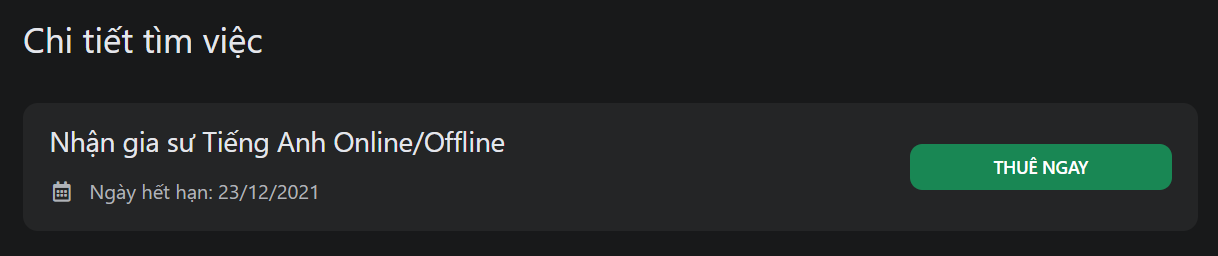 Chi tiết tìm việc
Nhận gia sư Tiếng Anh Online/Offline
Ngày hết hạn: 23/12/2021
THUÊ NGAY